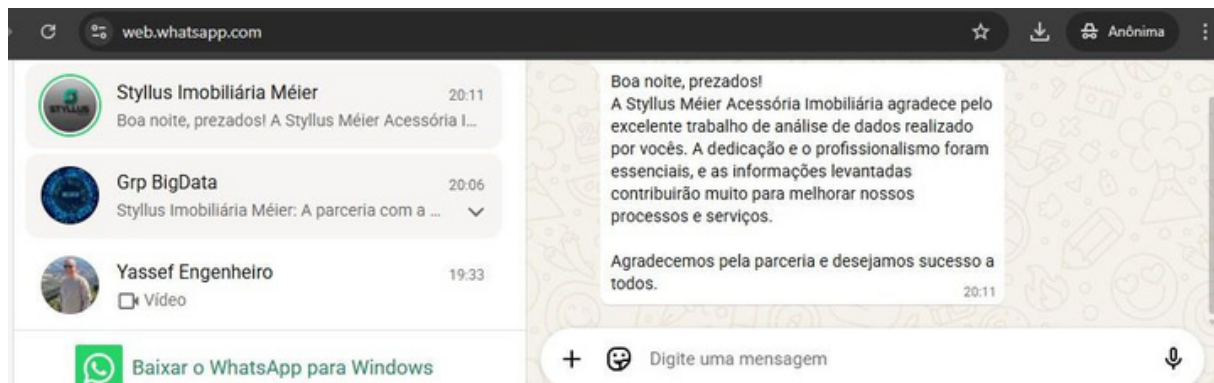 web.whatsapp.com
Anônima
STYLLUS
Styllus Imobiliária Méier
20:11
Boa noite, prezados! A Styllus Méier Acessória I...
Grp BigData
20:06
Styllus Imobiliária Méier: A parceria com a ...
Yassef Engenheiro
19:33
Vídeo
Baixar o WhatsApp para Windows
Boa noite, prezados!
A Styllus Méier Acessória Imobiliária agradece pelo
excelente trabalho de análise de dados realizado
por vocês. A dedicação e o profissionalismo foram
essenciais, e as informações levantadas
contribuirão muito para melhorar nossos
processos e serviços.
Agradecemos pela parceria e desejamos sucesso a
todos.
20:11
Digite uma mensagem